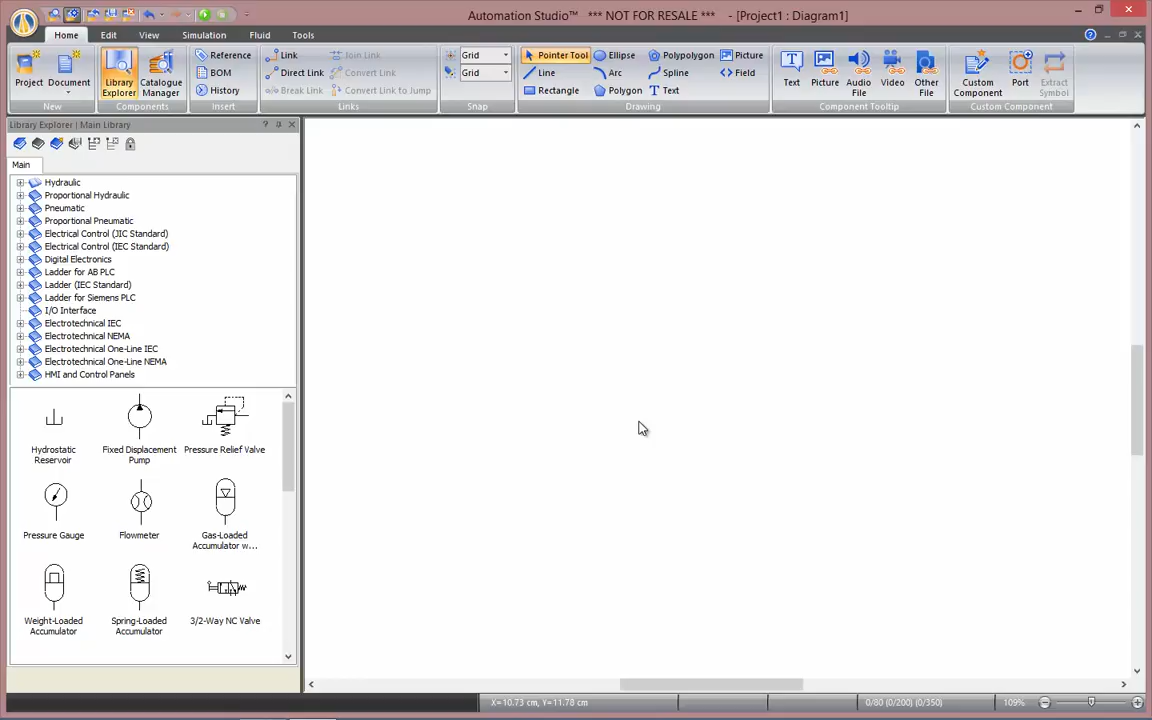 Automation Studio™ *** NOT FOR RESALE *** - [Project1 : Diagram1]
Home Edit View Simulation Fluid Tools
Project Document
New
Library Explorer Catalogue Manager
Components
Reference
BOM
History
Insert
Link Join Link
Direct Link Convert Link
Break Link Convert Link to Jump
Links
Grid
Grid
Snap
Pointer Tool Ellipse Polypolygon Picture
Line Arc Spline Field
Rectangle Polygon Text
Drawing
Text Picture Audio File Video Other File
Component Tooltip
Custom Component Port Extract Symbol
Custom Component
Library Explorer | Main Library
Main
Hydraulic
Proportional Hydraulic
Pneumatic
Proportional Pneumatic
Electrical Control (JIC Standard)
Electrical Control (IEC Standard)
Digital Electronics
Ladder for AB PLC
Ladder (IEC Standard)
Ladder for Siemens PLC
I/O Interface
Electrotechnical IEC
Electrotechnical NEMA
Electrotechnical One-Line IEC
Electrotechnical One-Line NEMA
HMI and Control Panels
Hydrostatic Reservoir
Fixed Displacement Pump
Pressure Relief Valve
Pressure Gauge
Flowmeter
Gas-Loaded Accumulator w...
Weight-Loaded Accumulator
Spring-Loaded Accumulator
3/2-Way NC Valve
X=10.73 cm, Y=11.78 cm 0/80 (0/200) (0/350) 109%